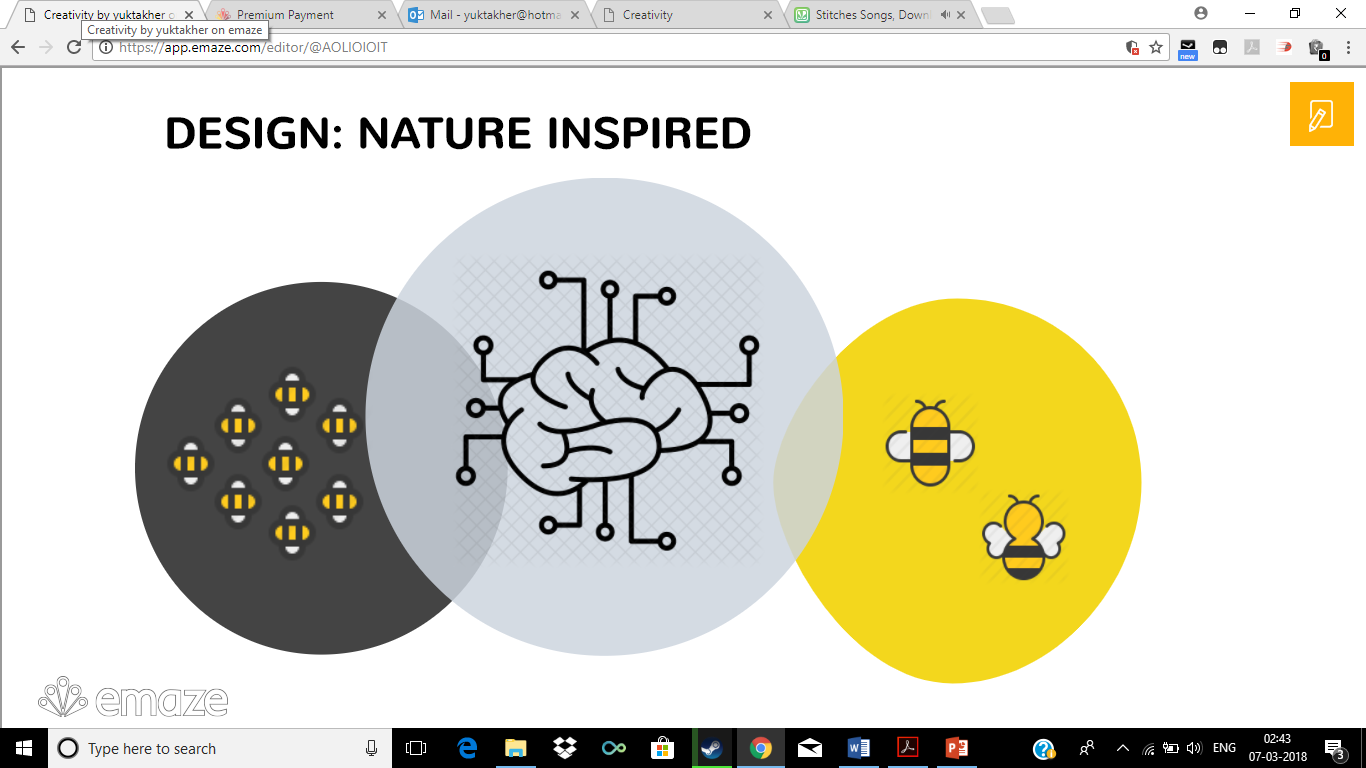 Creativity by yuktakher o
Premium Payment
Mail - yuktakher@hotma
Creativity
Stitches Songs, Down
Creativity by yuktakher on emaze
https://app.emaze.com/editor/@AOLIOIOIT
new
0
DESIGN: NATURE INSPIRED
emaze
Type here to search
ENG
02:43
07-03-2018
3